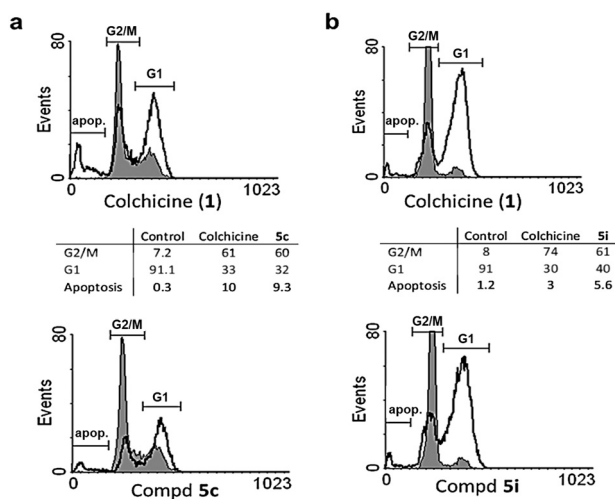 a
80
G2/M
G1
apop.
Events
0
1023
Colchicine (1)
b
80
G2/M
G1
apop.
Events
0
1023
Colchicine (1)
Control Colchicine 5c
G2/M 7.2 61 60
G1 91.1 33 32
Apoptosis 0.3 10 9.3
Control Colchicine 5i
G2/M 8 74 61
G1 91 30 40
Apoptosis 1.2 3 5.6
80
G2/M
G1
apop.
Events
0
0
1023
Compd 5c
80
G2/M
G1
apop.
Events
0
0
1023
Compd 5i